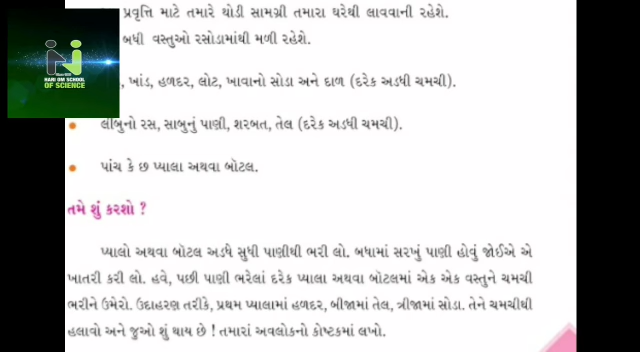 પ્રવૃત્તિ માટે તમારે થોડી સામગ્રી તમારા ઘરેથી લાવવાની રહેશે.
બધી વસ્તુઓ રસોડામાંથી મળી રહેશે.
HARI OM SCHOOL
OF SCIENCE
ખાંડ, હળદર, લોટ, ખાવાનો સોડા અને દાળ (દરેક અડધી ચમચી).
લીંબુનો રસ, સાબુનું પાણી, શરબત, તેલ (દરેક અડધી ચમચી).
પાંચ કે છ પ્યાલા અથવા બૉટલ.
તમે શું કરશો ?
પ્યાલો અથવા બૉટલ અડધે સુધી પાણીથી ભરી લો. બધામાં સરખું પાણી હોવું જોઈએ એ
ખાતરી કરી લો. હવે, પછી પાણી ભરેલાં દરેક પ્યાલા અથવા બૉટલમાં એક એક વસ્તુને ચમચી
ભરીને ઉમેરો. ઉદાહરણ તરીકે, પ્રથમ પ્યાલામાં હળદર, બીજામાં તેલ, ત્રીજામાં સોડા. તેને ચમચીથી
હલાવો અને જુઓ શું થાય છે ! તમારાં અવલોકનો કોષ્ટકમાં લખો.